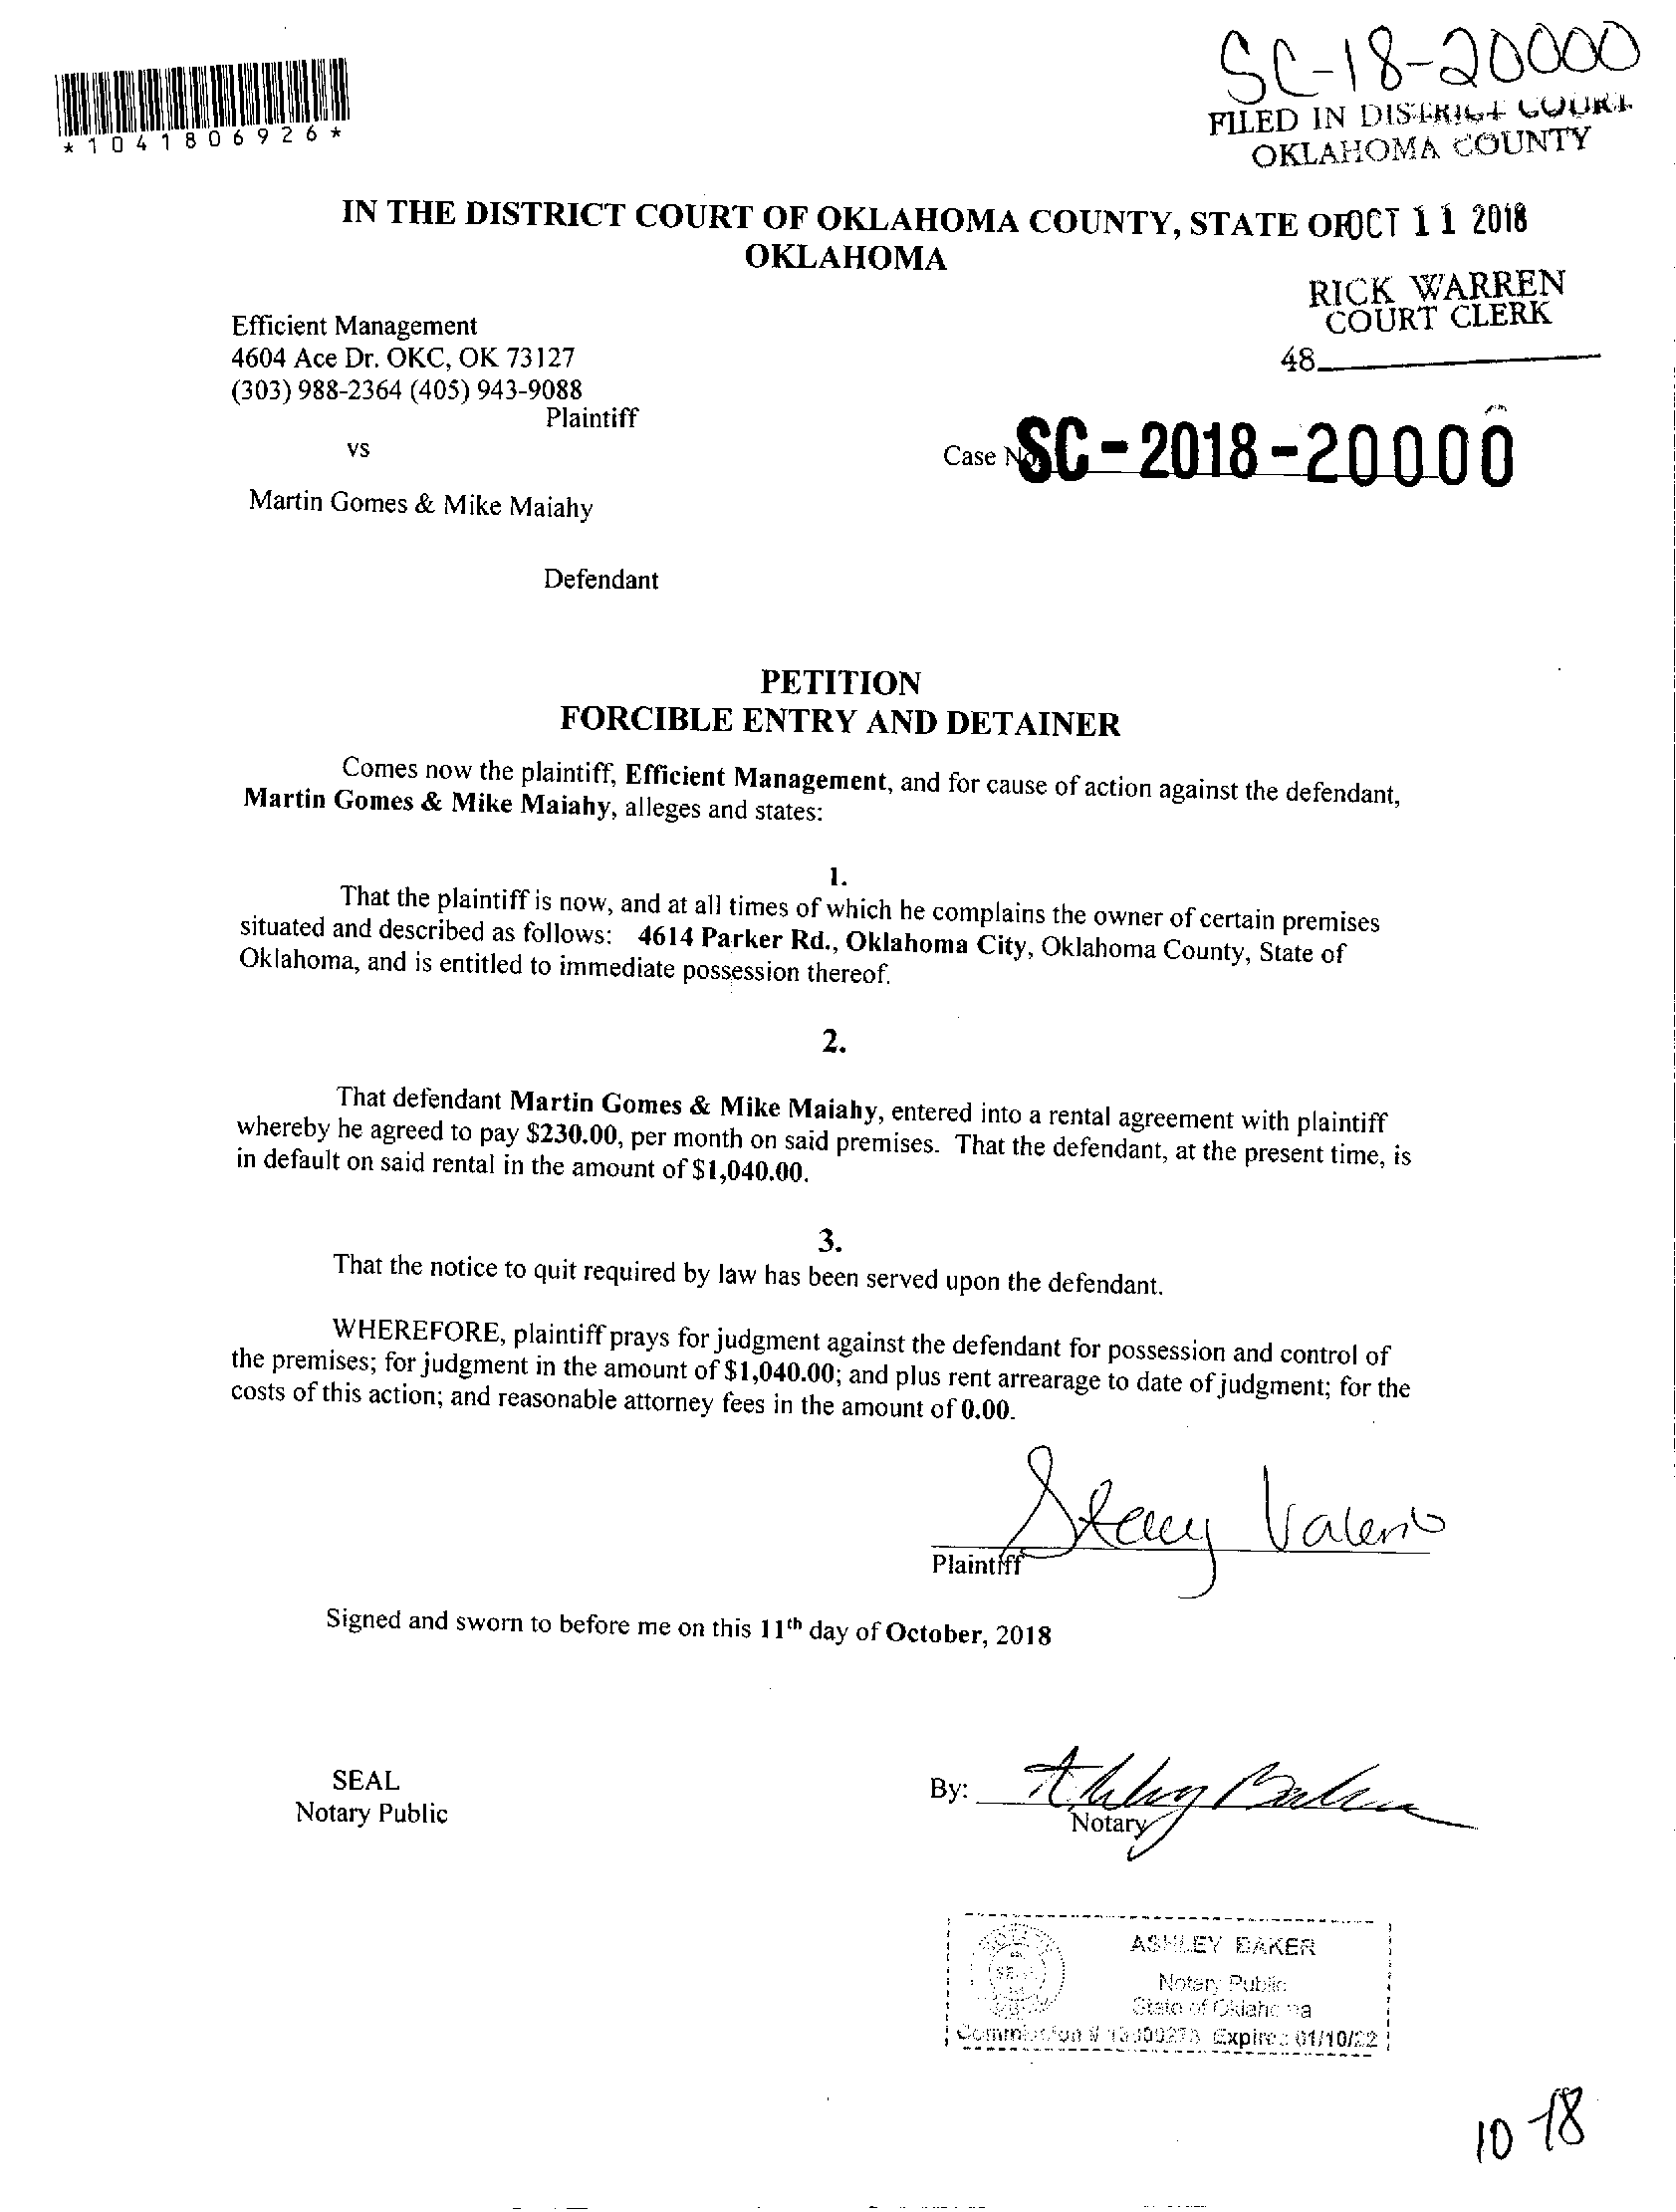 SC-18-20000
*1041806926*
FILED IN DISTRICT COURT
OKLAHOMA COUNTY
IN THE DISTRICT COURT OF OKLAHOMA COUNTY, STATE OF OCT 11 2018
OKLAHOMA
RICK WARREN
COURT CLERK
48
Efficient Management
4604 Ace Dr. OKC, OK 73127
(303) 988-2364 (405) 943-9088
Plaintiff
vs
Case No SC-2018-20000
Martin Gomes & Mike Maiahy
Defendant
PETITION
FORCIBLE ENTRY AND DETAINER
Comes now the plaintiff, Efficient Management, and for cause of action against the defendant,
Martin Gomes & Mike Maiahy, alleges and states:
1.
That the plaintiff is now, and at all times of which he complains the owner of certain premises
situated and described as follows: 4614 Parker Rd., Oklahoma City, Oklahoma County, State of
Oklahoma, and is entitled to immediate possession thereof.
2.
That defendant Martin Gomes & Mike Maiahy, entered into a rental agreement with plaintiff
whereby he agreed to pay $230.00, per month on said premises. That the defendant, at the present time, is
in default on said rental in the amount of $1,040.00.
3.
That the notice to quit required by law has been served upon the defendant.
WHEREFORE, plaintiff prays for judgment against the defendant for possession and control of
the premises; for judgment in the amount of $1,040.00; and plus rent arrearage to date of judgment; for the
costs of this action; and reasonable attorney fees in the amount of 0.00.
Stacy Valerio
Plaintiff
Signed and sworn to before me on this 11th day of October, 2018
SEAL
Notary Public
By: Ashley Baker
Notary
ASHLEY BAKER
Notary Public
State of Oklahoma
Commission # Expires 01/10/22
10-18